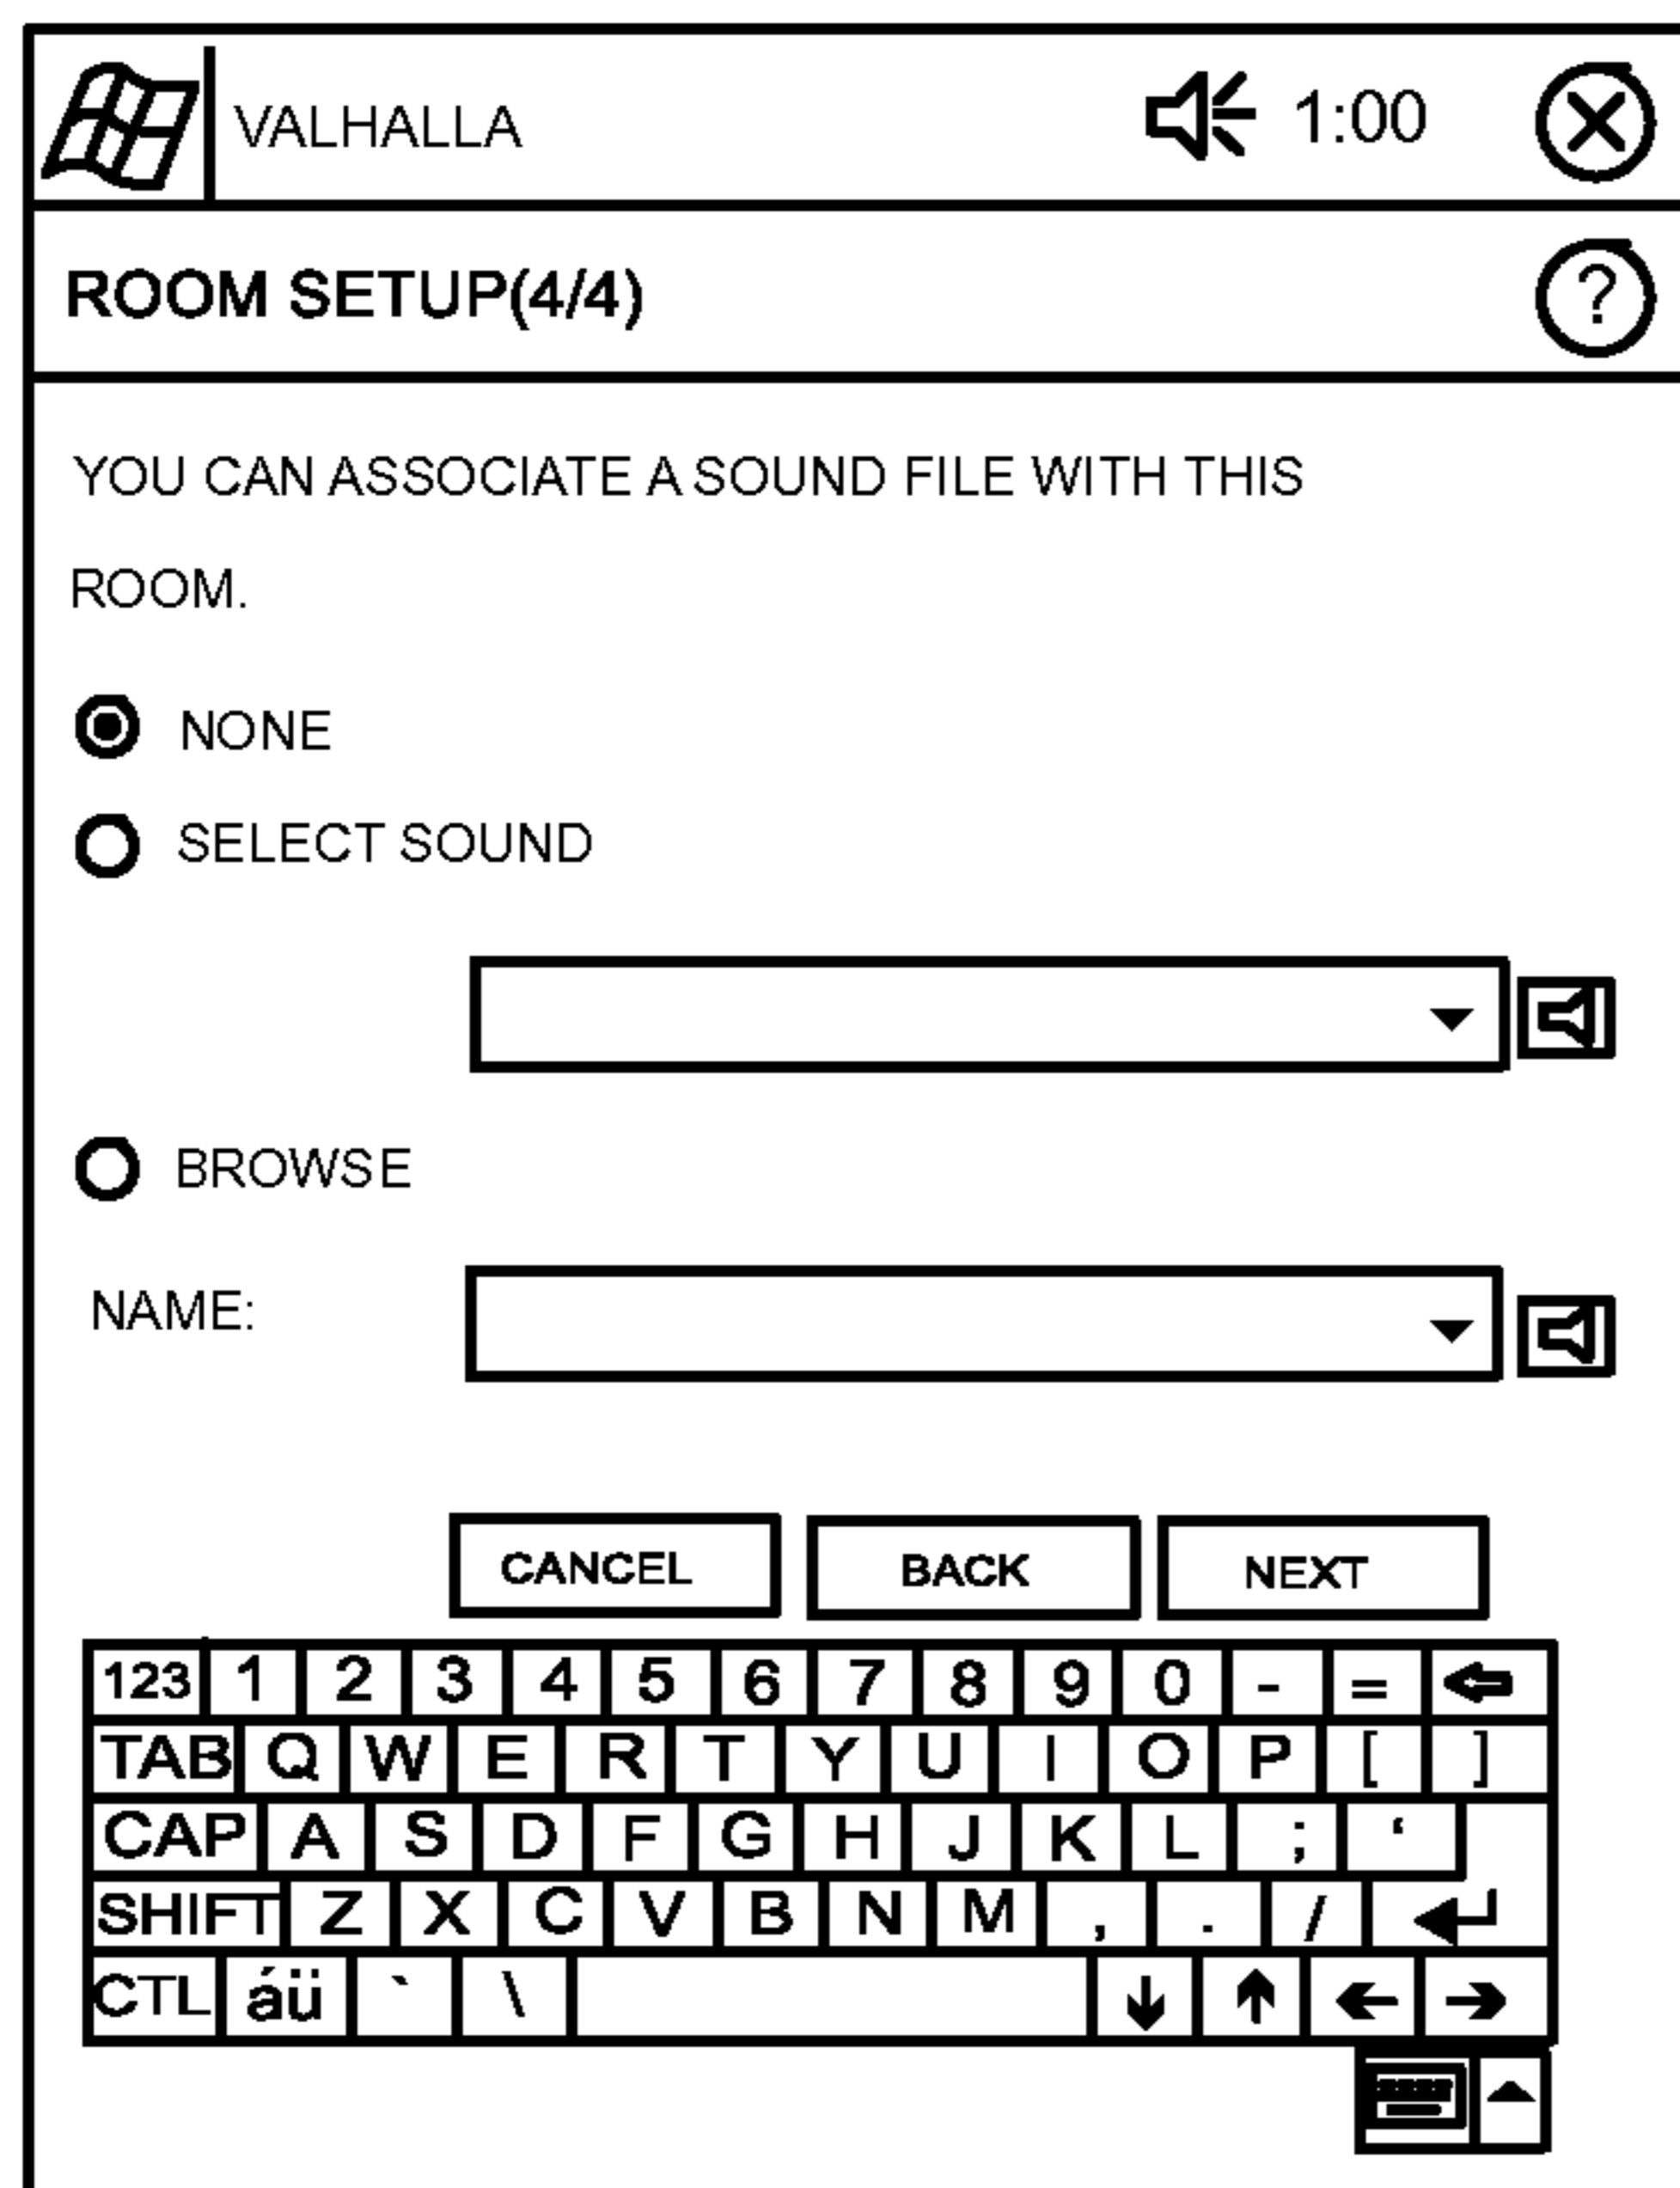 VALHALLA 1:00
ROOM SETUP(4/4) ?
YOU CAN ASSOCIATE A SOUND FILE WITH THIS
ROOM.
NONE
SELECT SOUND
BROWSE
NAME:
CANCEL BACK NEXT
123 1 2 3 4 5 6 7 8 9 0 - =
TAB Q W E R T Y U I O P [ ]
CAP A S D F G H J K L ; ‘
SHIFT Z X C V B N M , . /
CTL áü ` \